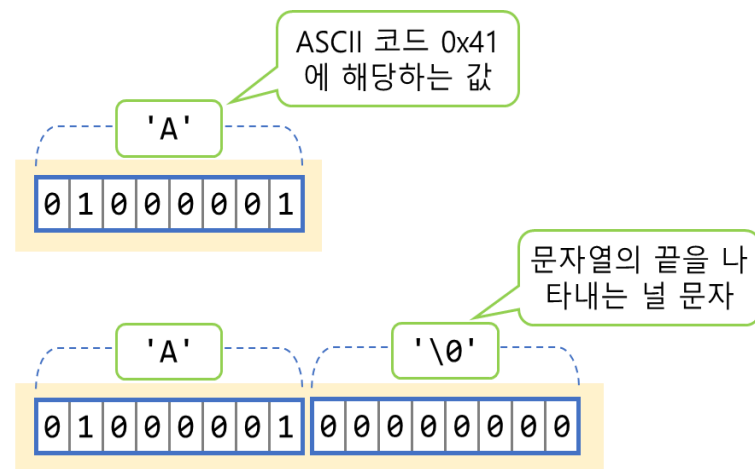 ASCII 코드 0x41
에 해당하는 값
'A'
0 1 0 0 0 0 0 1
문자열의 끝을 나
타내는 널 문자
'A' '\0'
0 1 0 0 0 0 0 1 0 0 0 0 0 0 0 0